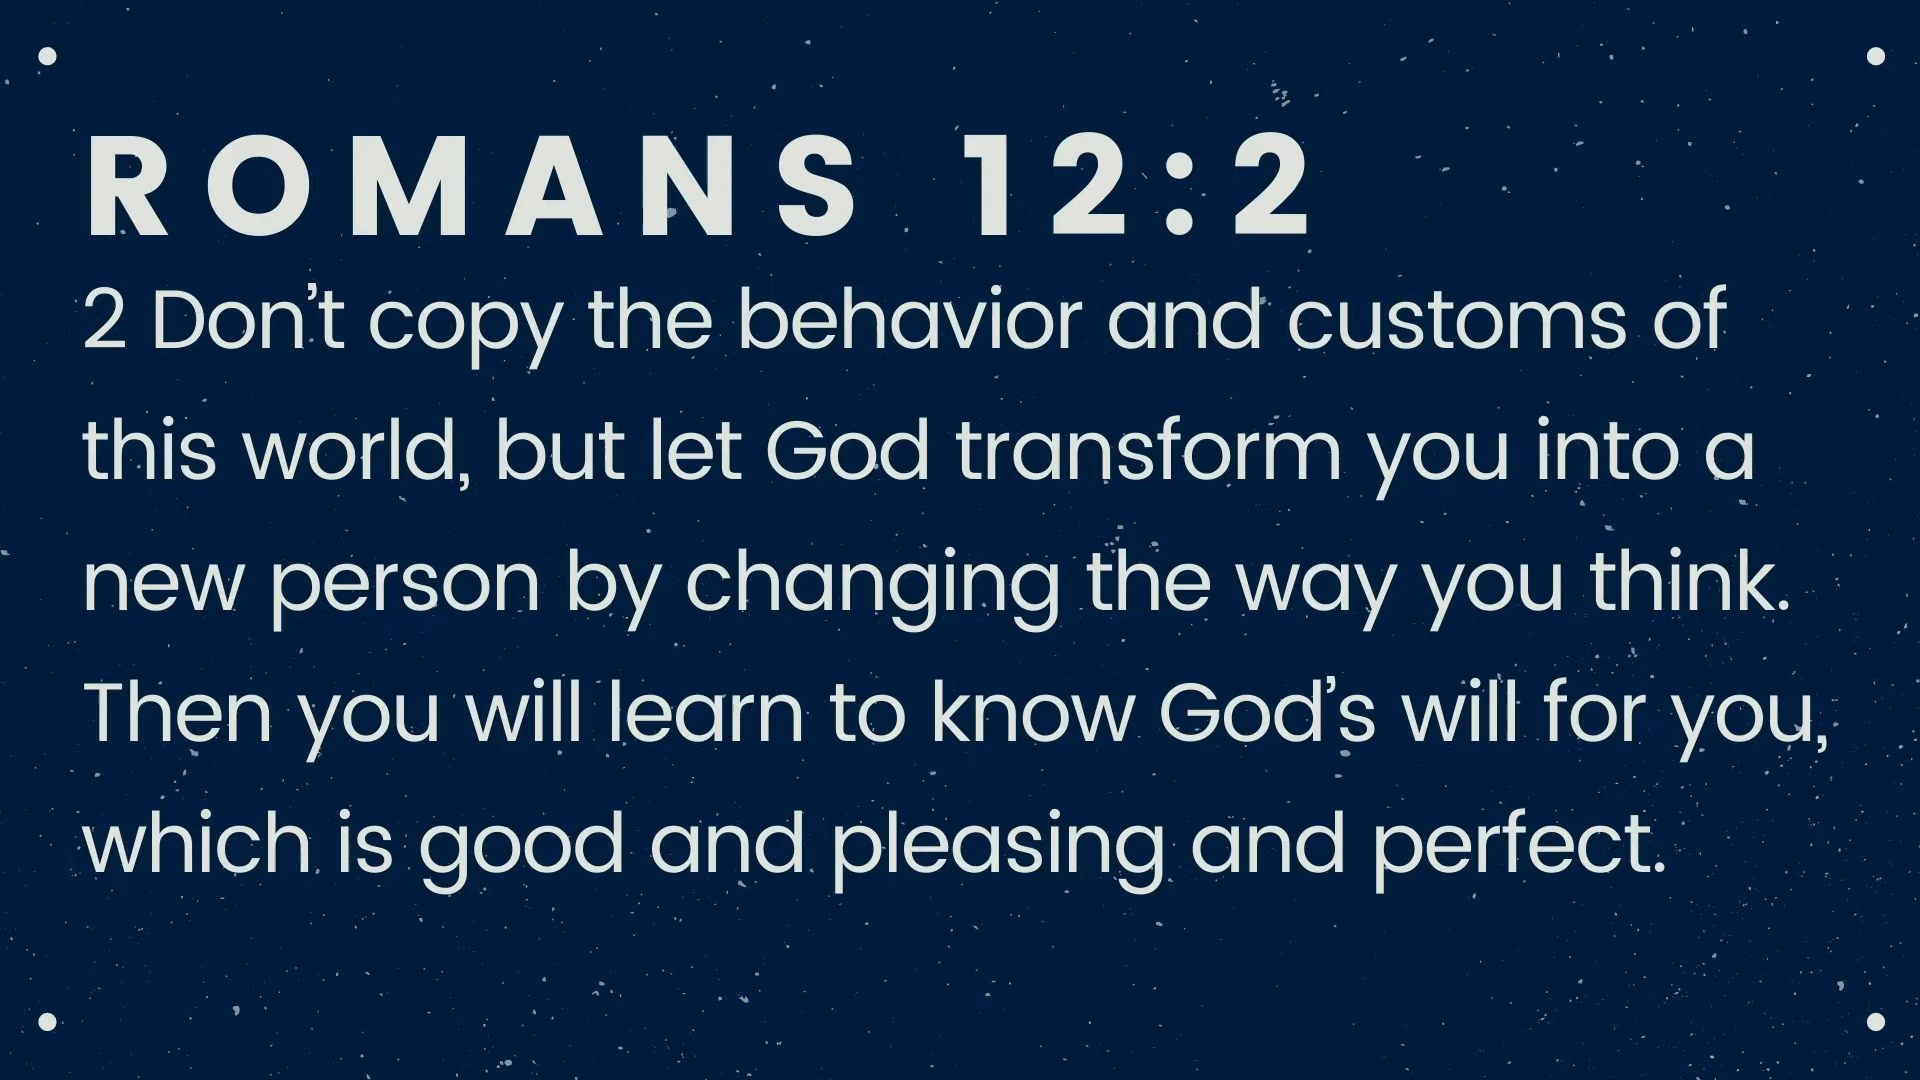 ROMANS 12:2
2 Don’t copy the behavior and customs of
this world, but let God transform you into a
new person by changing the way you think.
Then you will learn to know God’s will for you,
which is good and pleasing and perfect.